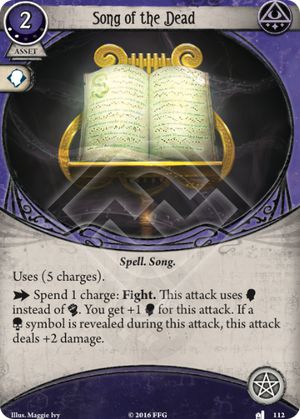 Song of the Dead
2
ASSET
Spell. Song.
Uses (5 charges).
Spend 1 charge: Fight. This attack uses
instead of . You get +1 for this attack. If a
symbol is revealed during this attack, this attack
deals +2 damage.
Illus. Maggie Ivy
© 2016 FFG
112